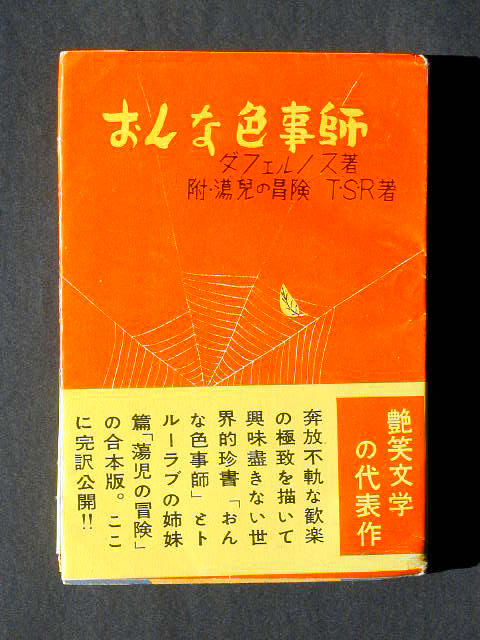 おんな色事師
ダフェルノス著
附・蕩兒の冒険 T・S・R著
艶笑文学
の代表作
奔放不軌な歓楽
の極致を描いて
興味盡きない世
界的珍書「おん
な色事師」とト
ルーラブの姉妹
篇「蕩児の冒険」
の合本版。ここ
に完訳公開!!